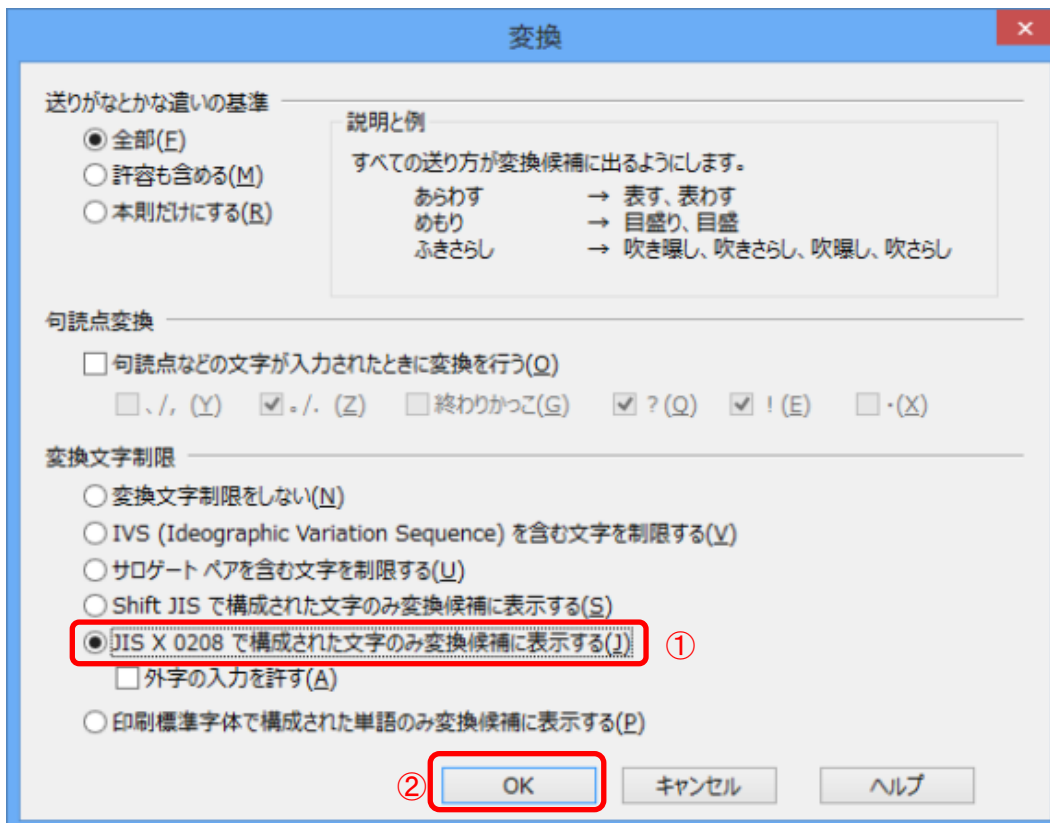 変換
送りがなとかな遣いの基準
全部(F)
許容も含める(M)
本則だけにする(R)
説明と例
すべての送り方が変換候補に出るようにします。
あらわす → 表す、表わす
めもり → 目盛り、目盛
ふきさらし → 吹き曝し、吹きさらし、吹曝し、吹さらし
句読点変換
句読点などの文字が入力されたときに変換を行う(O)
、/, (Y) 。/. (Z) 終わりかっこ(G) ? (Q) ! (E) ・(X)
変換文字制限
変換文字制限をしない(N)
IVS (Ideographic Variation Sequence) を含む文字を制限する(V)
サロゲート ペアを含む文字を制限する(U)
Shift JIS で構成された文字のみ変換候補に表示する(S)
JIS X 0208 で構成された文字のみ変換候補に表示する(J) ①
外字の入力を許す(A)
印刷標準字体で構成された単語のみ変換候補に表示する(P)
② OK キャンセル ヘルプ